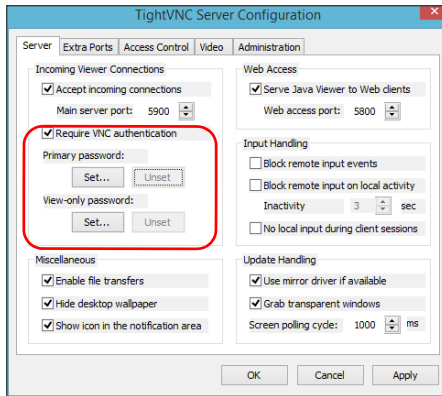 TightVNC Server Configuration
Server Extra Ports Access Control Video Administration
Incoming Viewer Connections
Accept incoming connections
Main server port: 5900
Require VNC authentication
Primary password:
Set... Unset
View-only password:
Set... Unset
Miscellaneous
Enable file transfers
Hide desktop wallpaper
Show icon in the notification area
Web Access
Serve Java Viewer to Web clients
Web access port: 5800
Input Handling
Block remote input events
Block remote input on local activity
Inactivity 3 sec
No local input during client sessions
Update Handling
Use mirror driver if available
Grab transparent windows
Screen polling cycle: 1000 ms
OK Cancel Apply